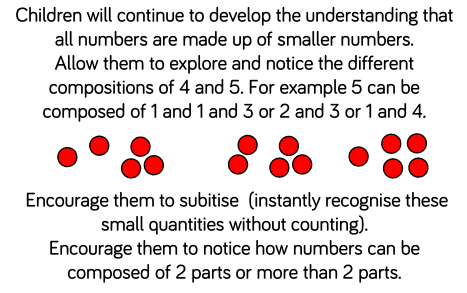 Children will continue to develop the understanding that
all numbers are made up of smaller numbers.
Allow them to explore and notice the different
compositions of 4 and 5. For example 5 can be
composed of 1 and 1 and 3 or 2 and 3 or 1 and 4.
Encourage them to subitise (instantly recognise these
small quantities without counting).
Encourage them to notice how numbers can be
composed of 2 parts or more than 2 parts.